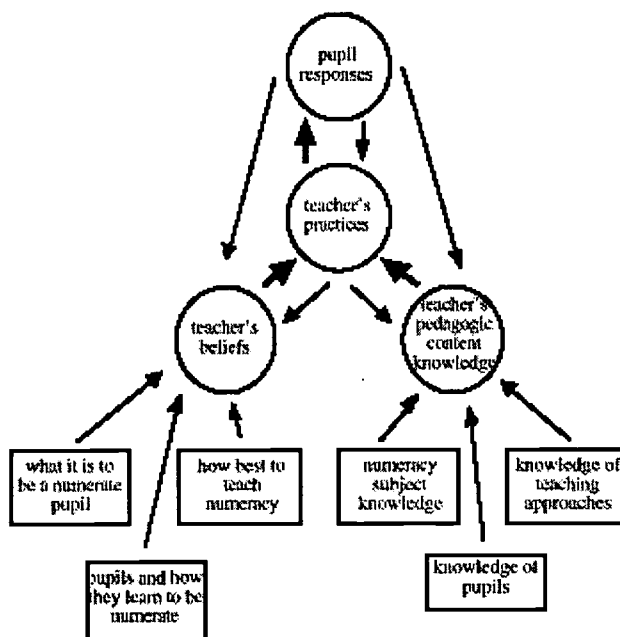 pupil
responses
teacher's
practices
teacher's
beliefs
teacher's
pedagogic
content
knowledge
what it is to
be a numerate
pupil
how best to
teach
numeracy
numeracy
subject
knowledge
knowledge of
teaching
approaches
pupils and how
they learn to be
numerate
knowledge of
pupils